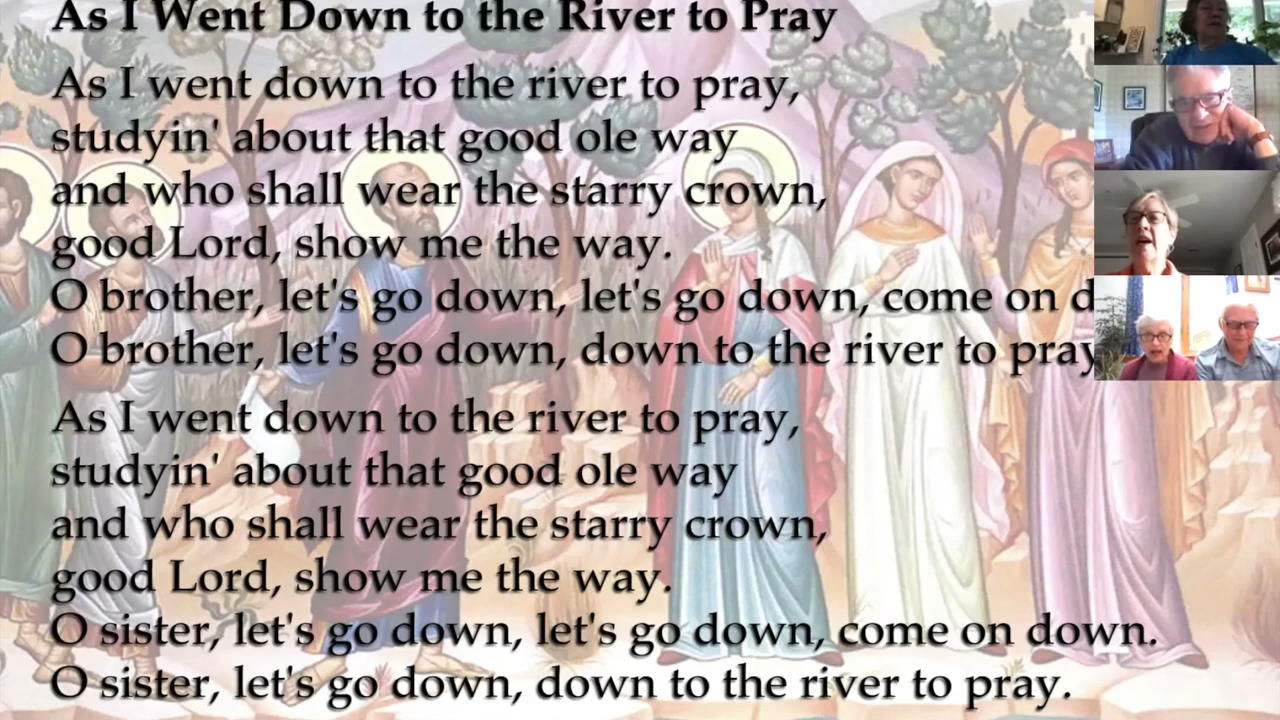 As I Went Down to the River to Pray
As I went down to the river to pray,
studyin' about that good ole way
and who shall wear the starry crown,
good Lord, show me the way.
O brother, let's go down, let's go down, come on d
O brother, let's go down, down to the river to pray
As I went down to the river to pray,
studyin' about that good ole way
and who shall wear the starry crown,
good Lord, show me the way.
O sister, let's go down, let's go down, come on down.
O sister, let's go down, down to the river to pray.